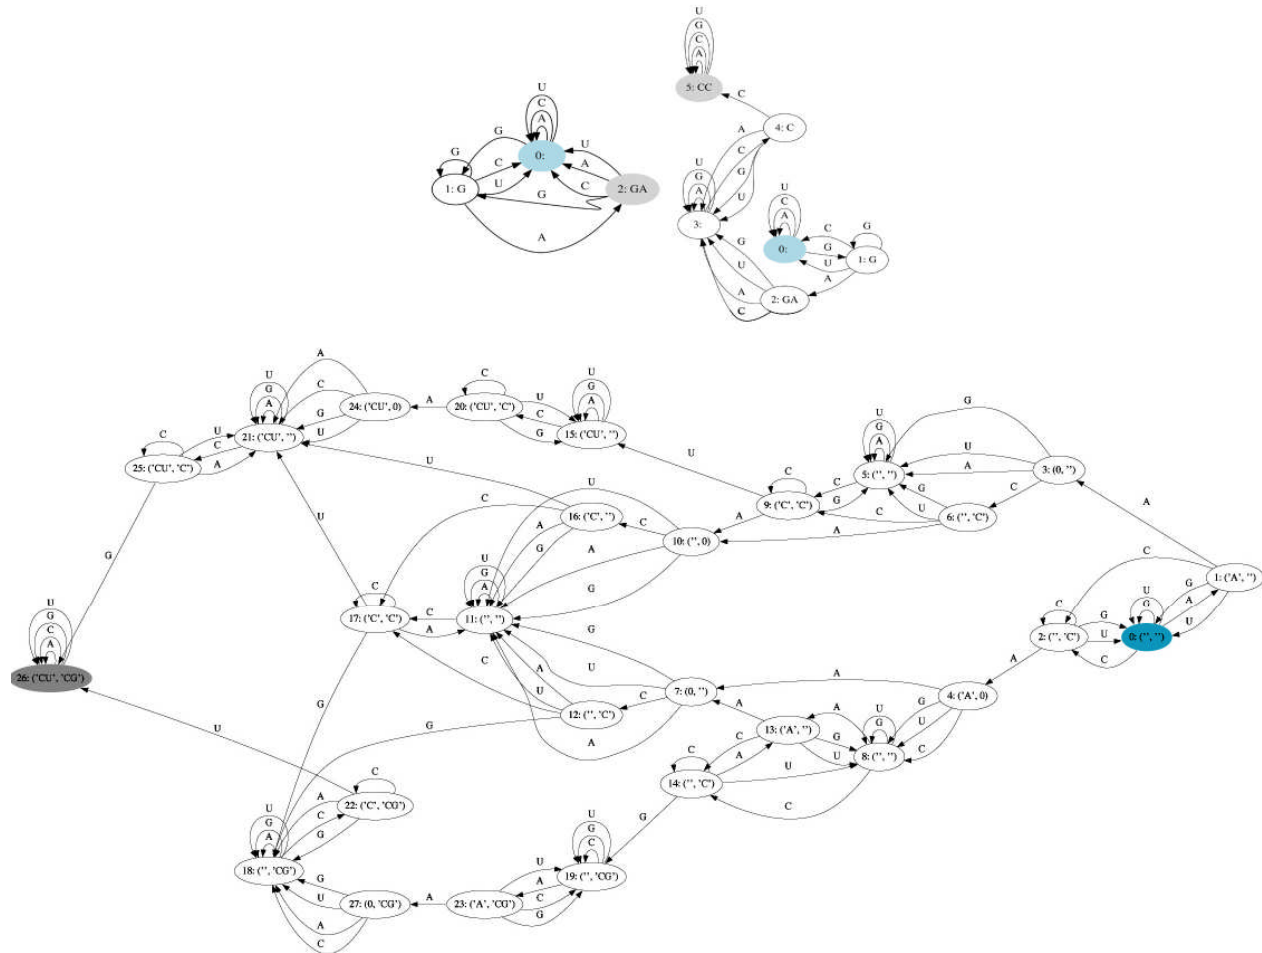 U
C
A
0:
G
G
1: G
C
U
G
U
A
C
2: GA
A
U
G
C
A
5: CC
C
4: C
A
C
G
U
U
G
A
3:
U
C
A
0:
C
G
U
G
1: G
A
G
U
A
C
2: GA
A
C
G
U
24: ('CU', 0)
U
G
A
21: ('CU', '')
C
25: ('CU', 'C')
U
C
A
A
C
20: ('CU', 'C')
U
C
G
U
G
A
15: ('CU', '')
U
U
G
A
5: ('', '')
G
U
A
3: (0, '')
C
9: ('C', 'C')
C
G
G
U
C
6: ('', 'C')
C
A
A
A
U
U
C
16: ('C', '')
A
G
U
C
A
G
10: ('', 0)
U
G
A
11: ('', '')
C
17: ('C', 'C')
C
A
C
1: ('A', '')
G
A
U
U
G
0: ('', '')
C
2: ('', 'C')
G
U
C
A
G
U
G
C
A
26: ('CU', 'CG')
G
U
A
U
C
12: ('', 'C')
G
U
C
A
7: (0, '')
A
4: ('A', 0)
G
U
C
A
13: ('A', '')
A
G
U
U
G
8: ('', '')
C
C
A
U
14: ('', 'C')
C
G
G
U
C
22: ('C', 'CG')
A
C
G
U
G
A
18: ('', 'CG')
G
U
A
C
27: (0, 'CG')
A
23: ('A', 'CG')
U
A
C
G
U
G
C
19: ('', 'CG')